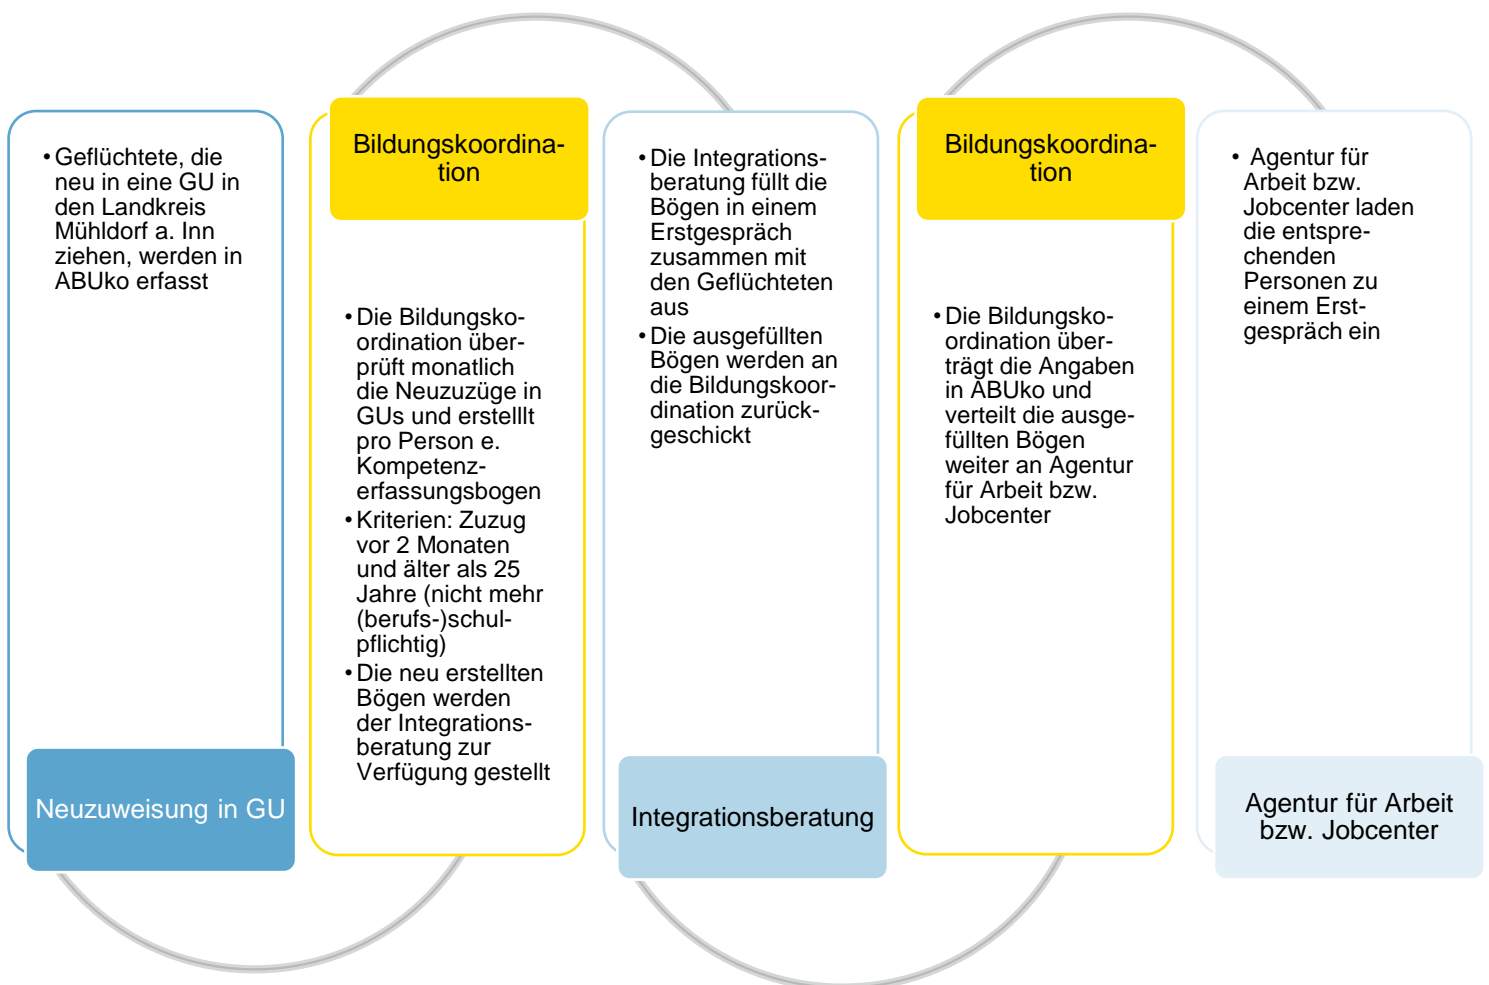 • Geflüchtete, die
neu in eine GU in
den Landkreis
Mühldorf a. Inn
ziehen, werden in
ABUko erfasst
Neuzuweisung in GU
Bildungskoordina-
tion
• Die Bildungsko-
ordination über-
prüft monatlich
die Neuzuzüge in
GUs und erstelllt
pro Person e.
Kompetenz-
erfassungsbogen
• Kriterien: Zuzug
vor 2 Monaten
und älter als 25
Jahre (nicht mehr
(berufs-)schul-
pflichtig)
• Die neu erstellten
Bögen werden
der Integrations-
beratung zur
Verfügung gestellt
• Die Integrations-
beratung füllt die
Bögen in einem
Erstgespräch
zusammen mit
den Geflüchteten
aus
• Die ausgefüllten
Bögen werden an
die Bildungskoor-
dination zurück-
geschickt
Integrationsberatung
Bildungskoordina-
tion
• Die Bildungsko-
ordination über-
trägt die Angaben
in ABUko und
verteilt die ausge-
füllten Bögen
weiter an Agentur
für Arbeit bzw.
Jobcenter
• Agentur für
Arbeit bzw.
Jobcenter laden
die entspre-
chenden
Personen zu
einem Erst-
gespräch ein
Agentur für Arbeit
bzw. Jobcenter